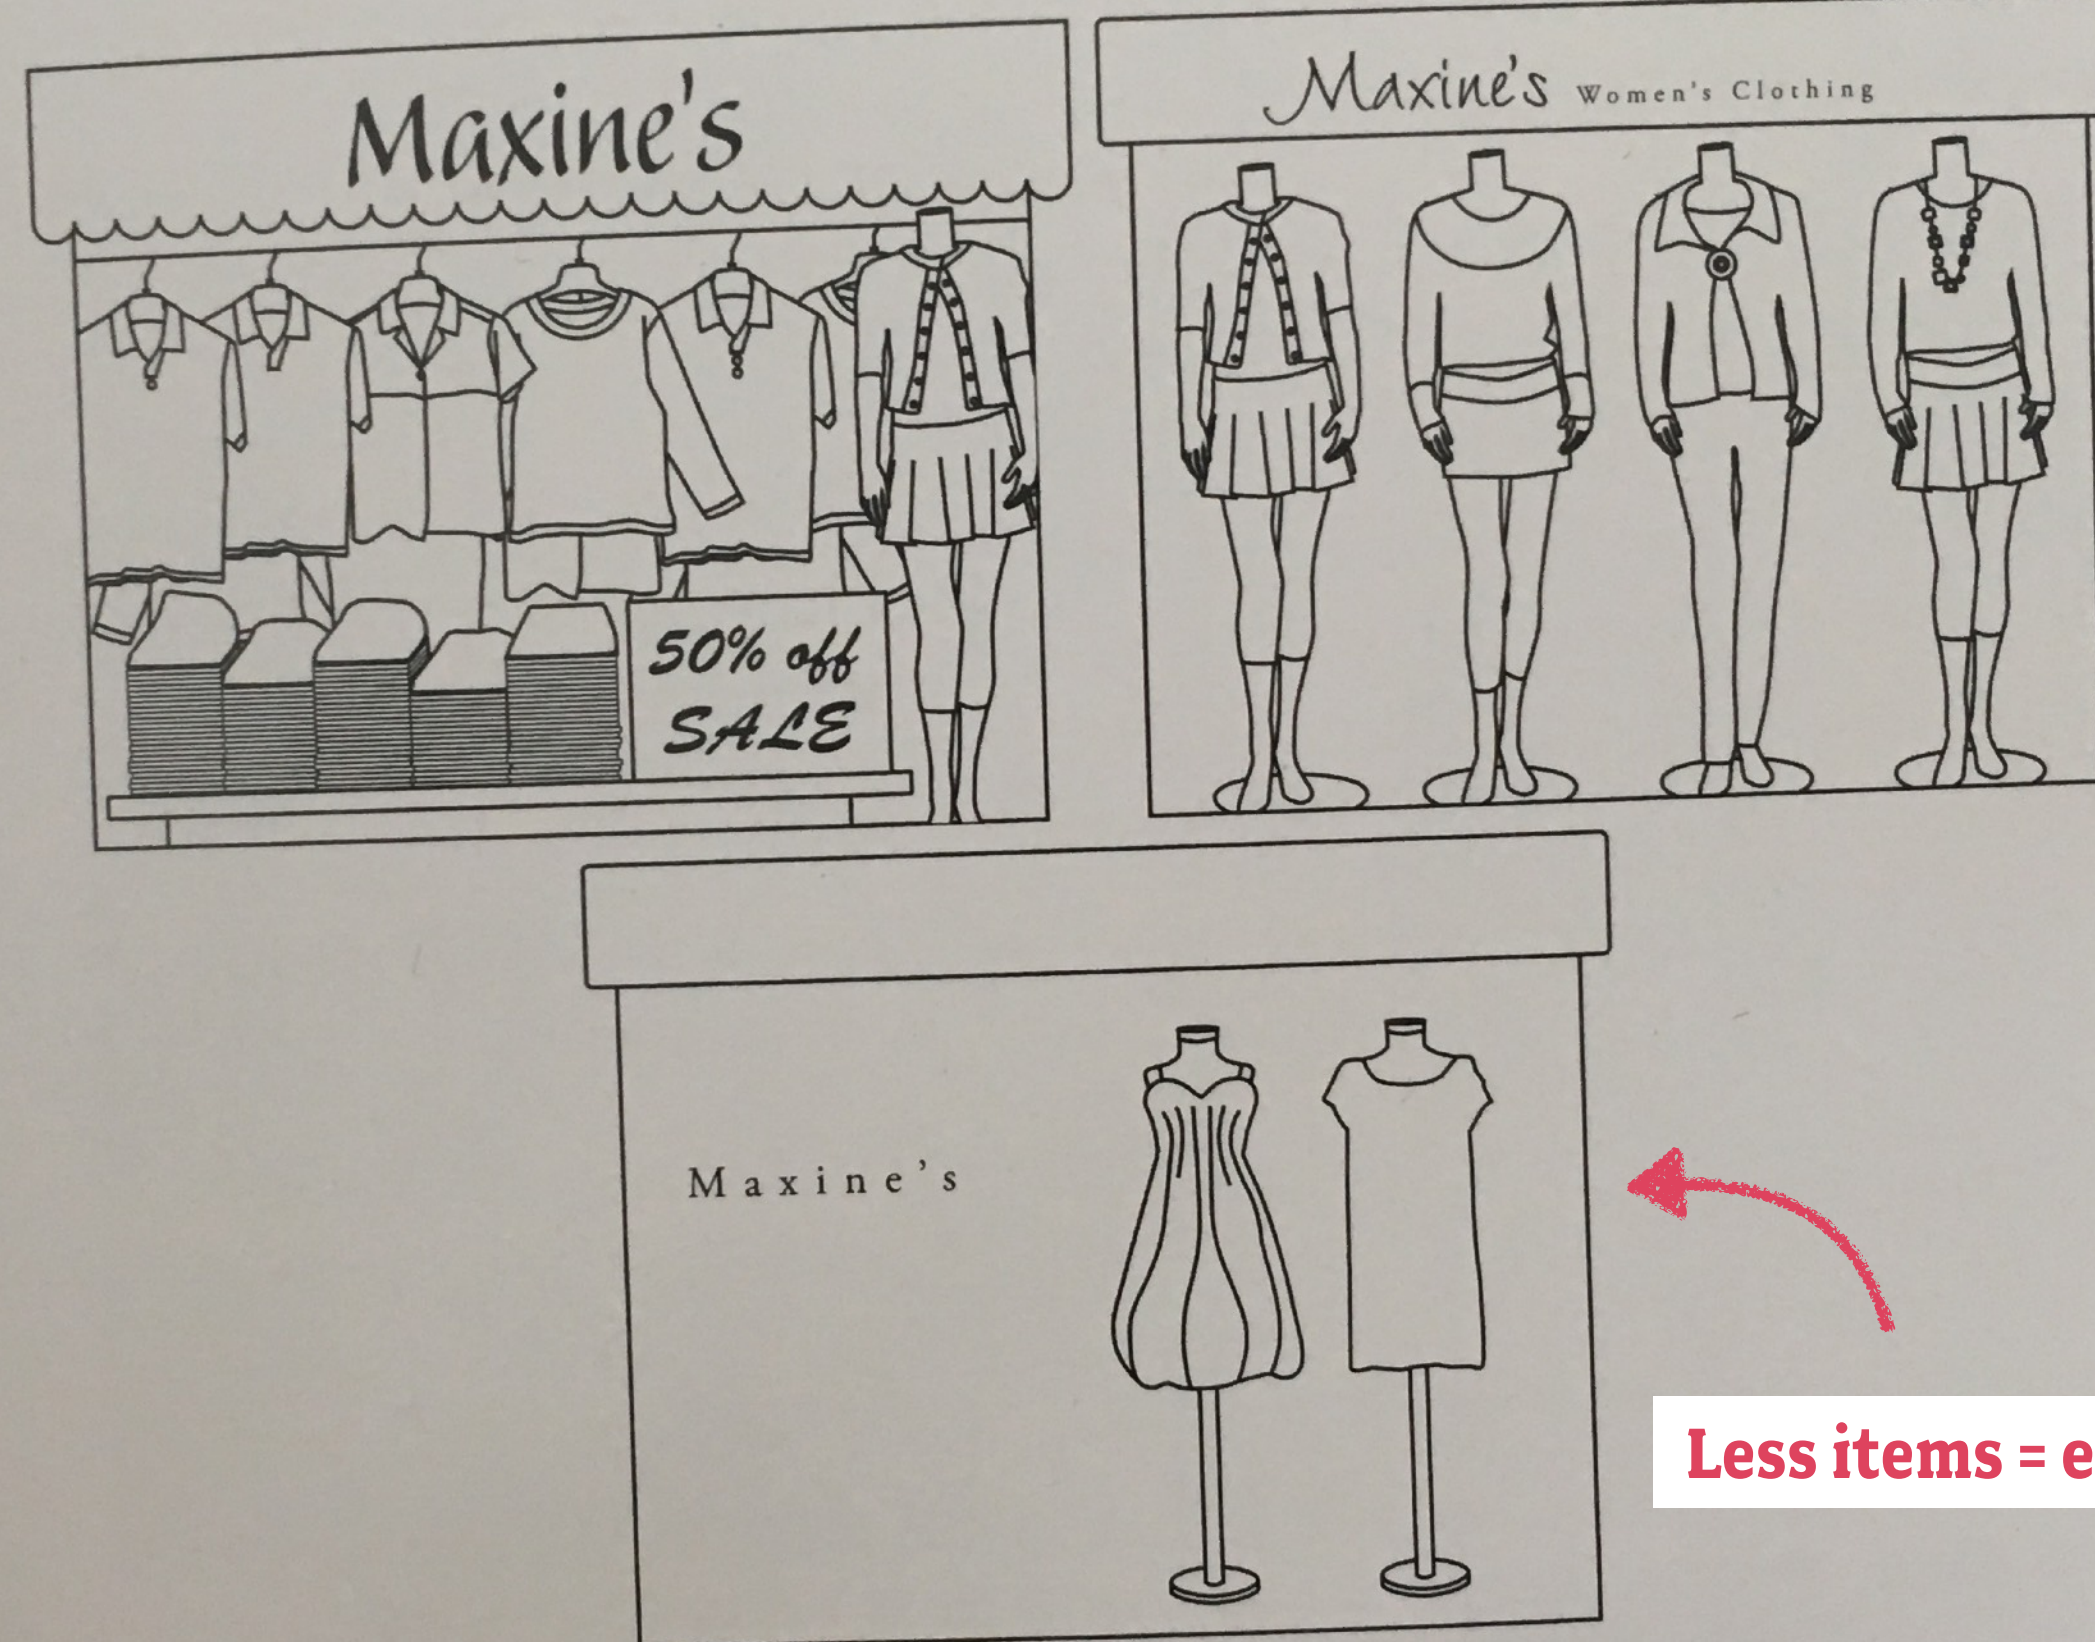 Maxine's
Maxine's Women's Clothing
50% off
SALE
Maxine's
Less items = e